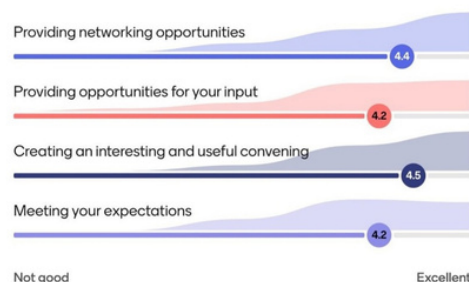 Providing networking opportunities
4.4
Providing opportunities for your input
4.2
Creating an interesting and useful convening
4.5
Meeting your expectations
4.2
Not good Excellent